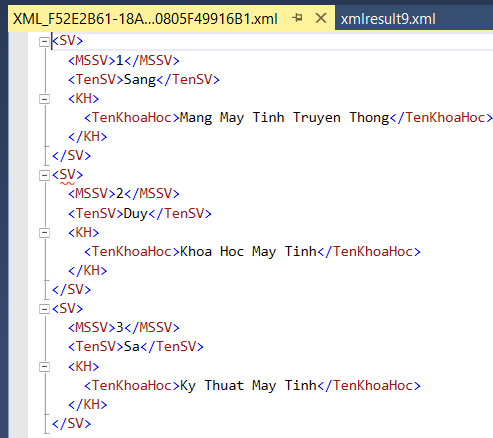 XML_F52E2B61-18A...0805F49916B1.xml xmlresult9.xml
<SV>
<MSSV>1</MSSV>
<TenSV>Sang</TenSV>
<KH>
<TenKhoaHoc>Mang May Tinh Truyen Thong</TenKhoaHoc>
</KH>
</SV>
<SV>
<MSSV>2</MSSV>
<TenSV>Duy</TenSV>
<KH>
<TenKhoaHoc>Khoa Hoc May Tinh</TenKhoaHoc>
</KH>
</SV>
<SV>
<MSSV>3</MSSV>
<TenSV>Sa</TenSV>
<KH>
<TenKhoaHoc>Ky Thuat May Tinh</TenKhoaHoc>
</KH>
</SV>